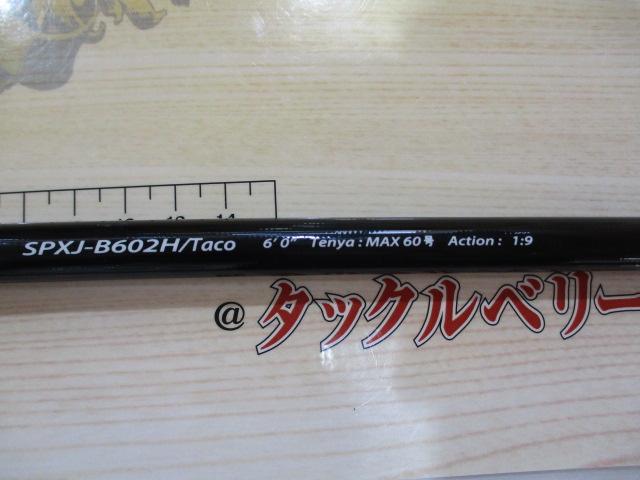 SPXJ-B602H/Taco 6'0" Tenya : MAX 60号 Action : 1:9
@タックルベリー